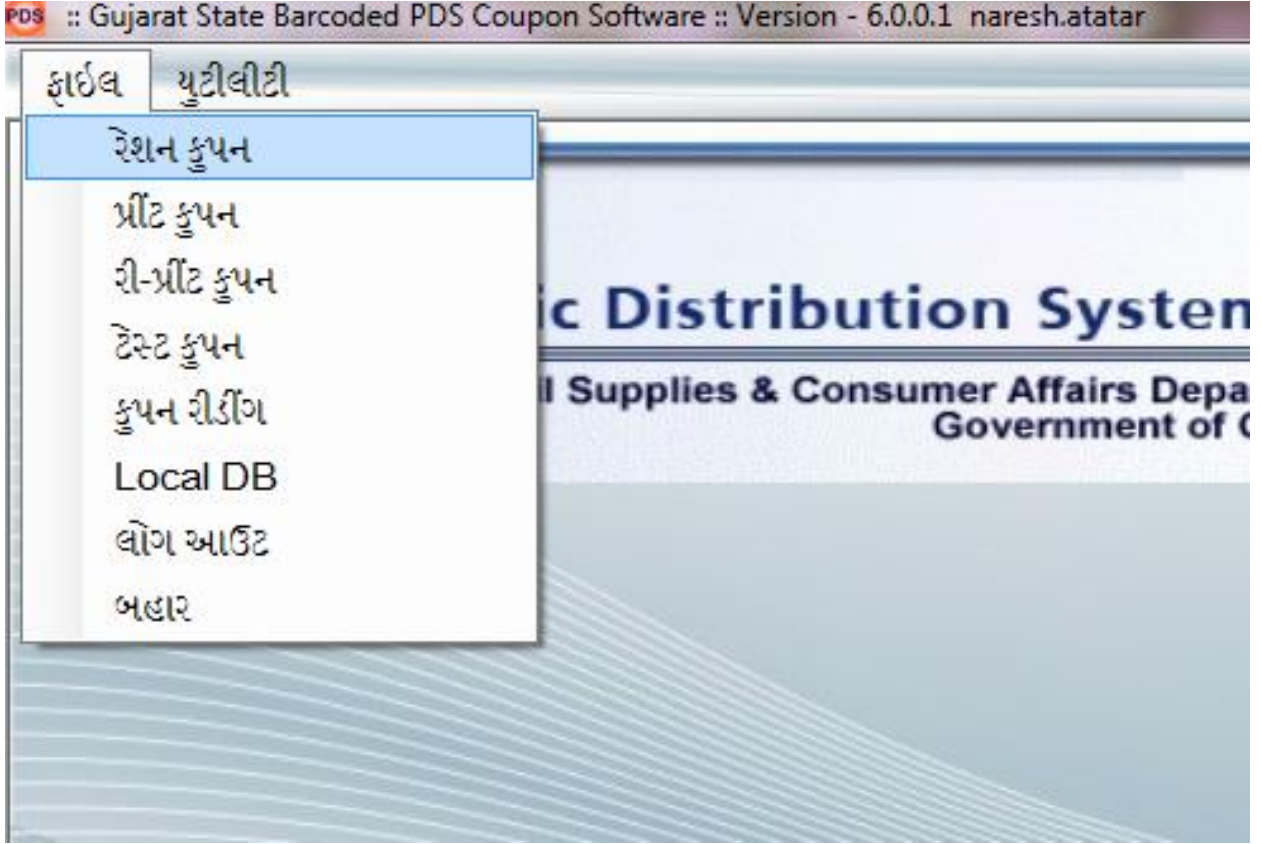 PDS :: Gujarat State Barcoded PDS Coupon Software :: Version - 6.0.0.1 naresh.atatar
ફાઇલ યુટીલીટી
રેશન કુપન
પ્રીંટ કુપન
રી-પ્રીંટ કુપન
ટેસ્ટ કુપન
કુપન રીડીંગ
Local DB
લોગ આઉટ
બહાર
ic Distribution System
l Supplies & Consumer Affairs Depa
Government of G